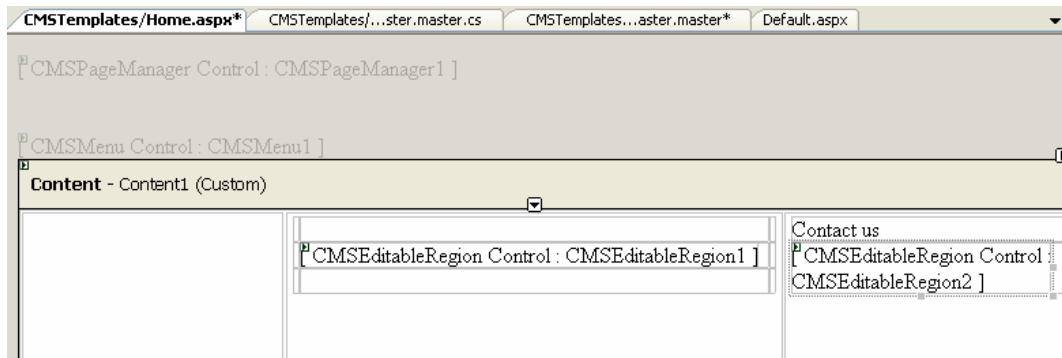 CMSTemplates/Home.aspx* CMSTemplates/...ster.master.cs CMSTemplates...aster.master* Default.aspx
[ CMSPageManager Control : CMSPageManager1 ]
[ CMSMenu Control : CMSMenu1 ]
Content - Content1 (Custom)
Contact us
[ CMSEditableRegion Control : CMSEditableRegion1 ]
[ CMSEditableRegion Control :
CMSEditableRegion2 ]